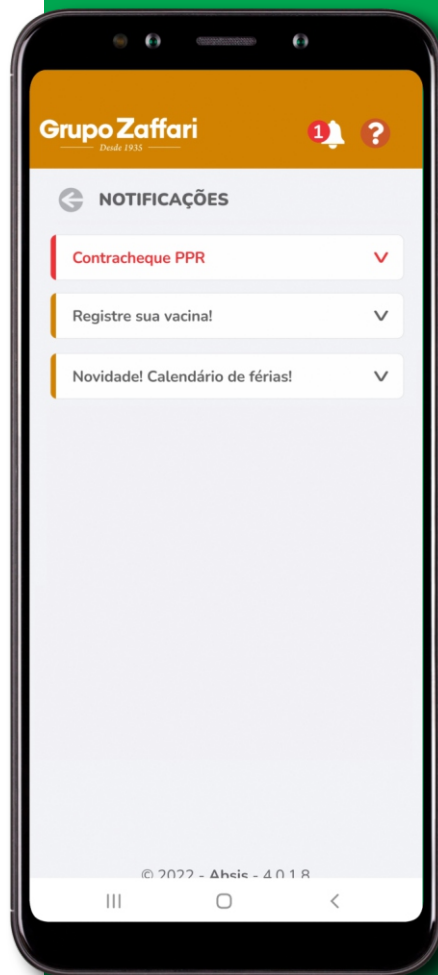 Grupo Zaffari
Desde 1935
1
?
NOTIFICAÇÕES
Contracheque PPR
Registre sua vacina!
Novidade! Calendário de férias!
© 2022 - Absis - 4.0.1.8